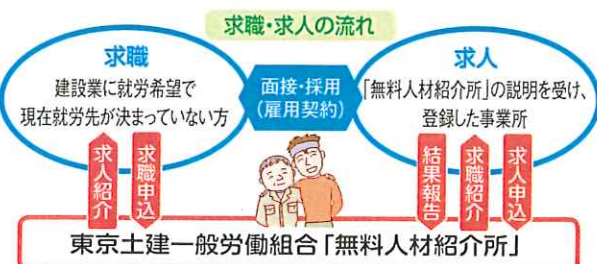 求職・求人の流れ
求職
建設業に就労希望で
現在就労先が決まっていない方
面接・採用
(雇用契約)
求人
「無料人材紹介所」の説明を受け、
登録した事業所
求人紹介
求職申込
結果報告
求職紹介
求人申込
東京土建一般労働組合「無料人材紹介所」